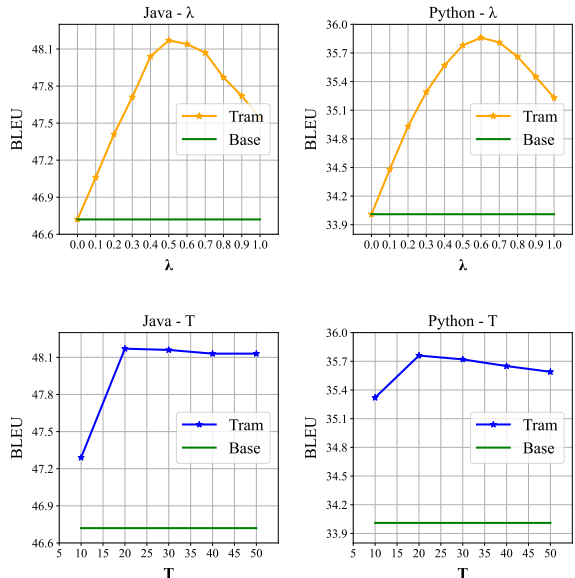 Java - λ
BLEU
48.1
47.8
47.5
47.2
46.9
46.6
0.0 0.1 0.2 0.3 0.4 0.5 0.6 0.7 0.8 0.9 1.0
λ
Tram
Base
Python - λ
BLEU
36.0
35.7
35.4
35.1
34.8
34.5
34.2
33.9
0.0 0.1 0.2 0.3 0.4 0.5 0.6 0.7 0.8 0.9 1.0
λ
Tram
Base
Java - T
BLEU
48.1
47.8
47.5
47.2
46.9
46.6
5 10 15 20 25 30 35 40 45 50
T
Tram
Base
Python - T
BLEU
36.0
35.7
35.4
35.1
34.8
34.5
34.2
33.9
5 10 15 20 25 30 35 40 45 50
T
Tram
Base